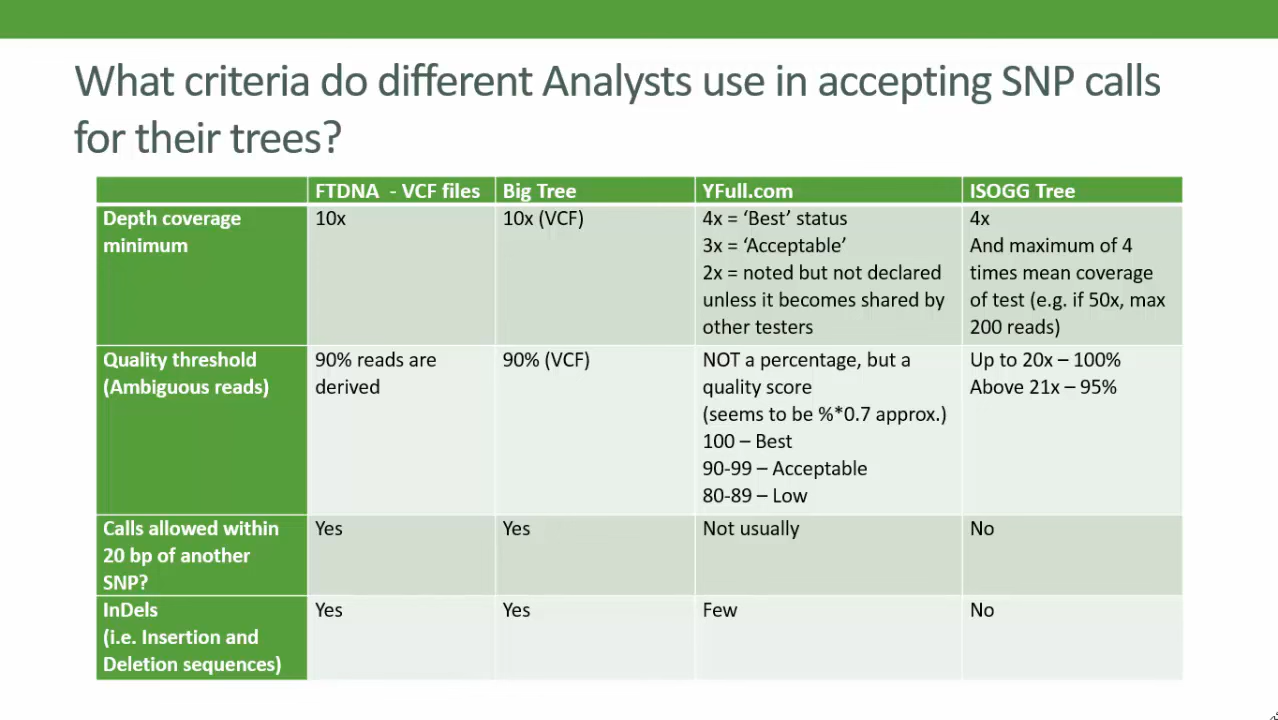 What criteria do different Analysts use in accepting SNP calls
for their trees?
FTDNA - VCF files
Big Tree
YFull.com
ISOGG Tree
Depth coverage
minimum
10x
10x (VCF)
4x = ‘Best’ status
3x = ‘Acceptable’
2x = noted but not declared
unless it becomes shared by
other testers
4x
And maximum of 4
times mean coverage
of test (e.g. if 50x, max
200 reads)
Quality threshold
(Ambiguous reads)
90% reads are
derived
90% (VCF)
NOT a percentage, but a
quality score
(seems to be %*0.7 approx.)
100 – Best
90-99 – Acceptable
80-89 – Low
Up to 20x – 100%
Above 21x – 95%
Calls allowed within
20 bp of another
SNP?
Yes
Yes
Not usually
No
InDels
(i.e. Insertion and
Deletion sequences)
Yes
Yes
Few
No